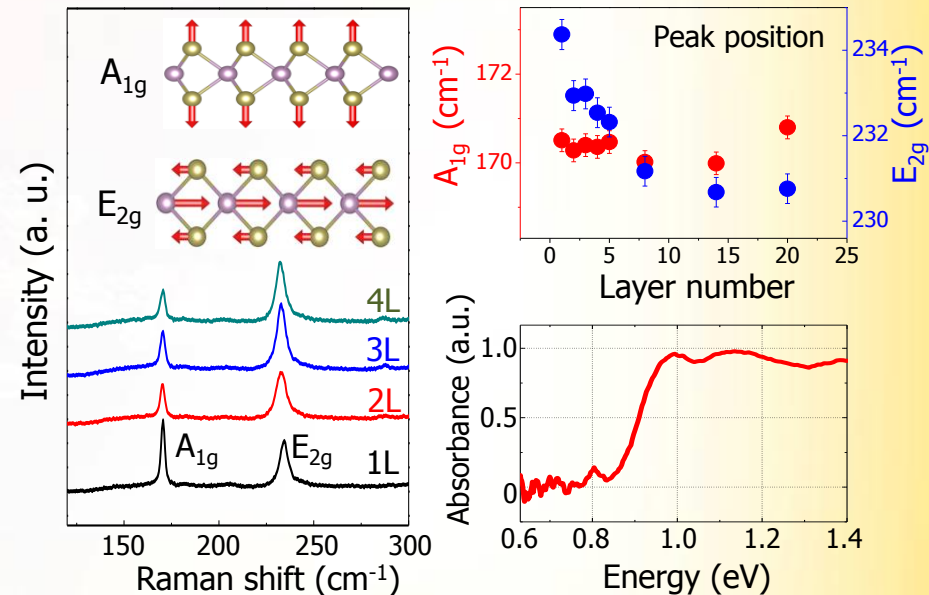 Intensity (a. u.)
A1g
E2g
4L
3L
2L
1L
A1g
E2g
150 200 250 300
Raman shift (cm-1)
Peak position
A1g (cm-1)
172
170
E2g (cm-1)
234
232
230
0 5 10 15 20 25
Layer number
Absorbance (a.u.)
1.0
0.5
0
0.6 0.8 1.0 1.2 1.4
Energy (eV)